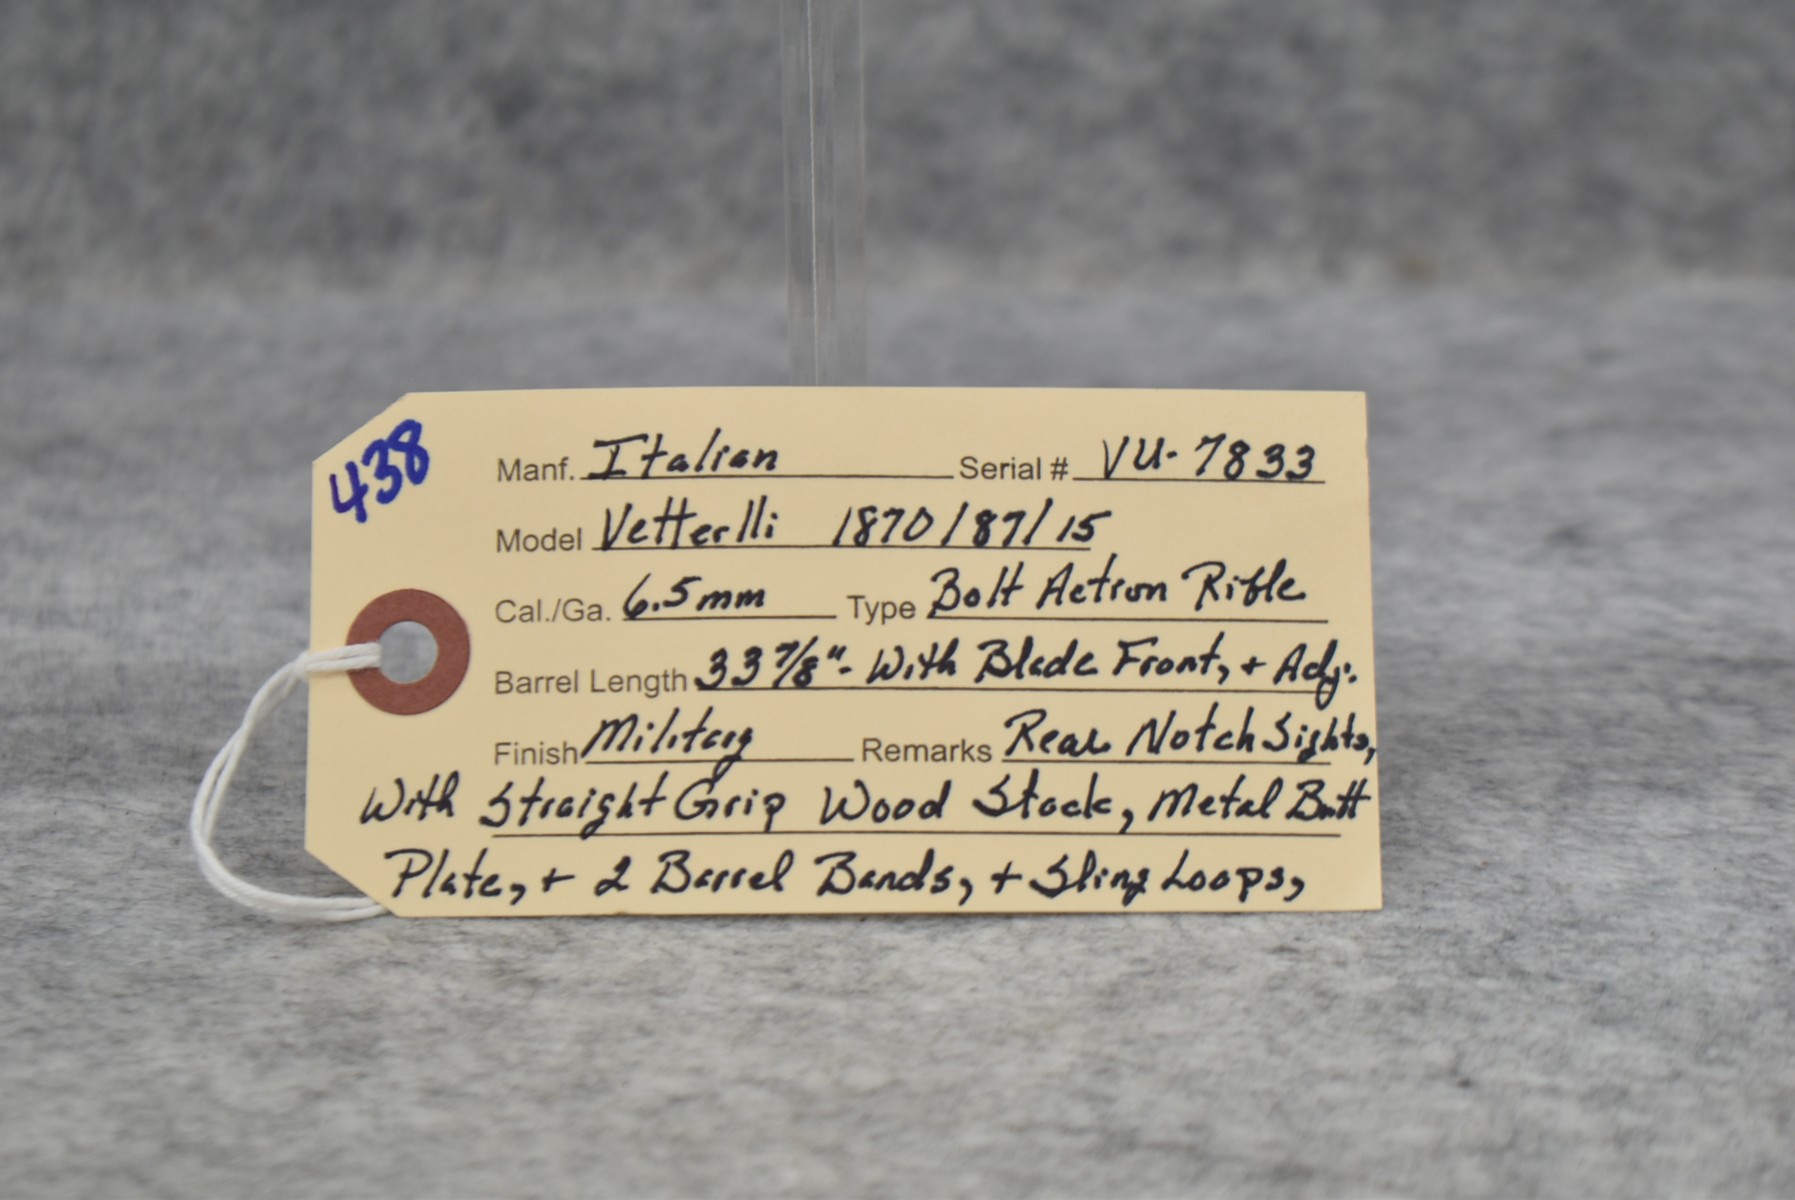 438
Manf. Italian Serial # VU-7833
Model Vetterlli 1870/87/15
Cal./Ga. 6.5mm Type Bolt Action Rifle
Barrel Length 33 7/8"- With Blade Front, + Adj.
Finish Military Remarks Rear Notch Sights,
With Straight Grip Wood Stock, Metal Butt
Plate, + 2 Barrel Bands, + Sling Loops,